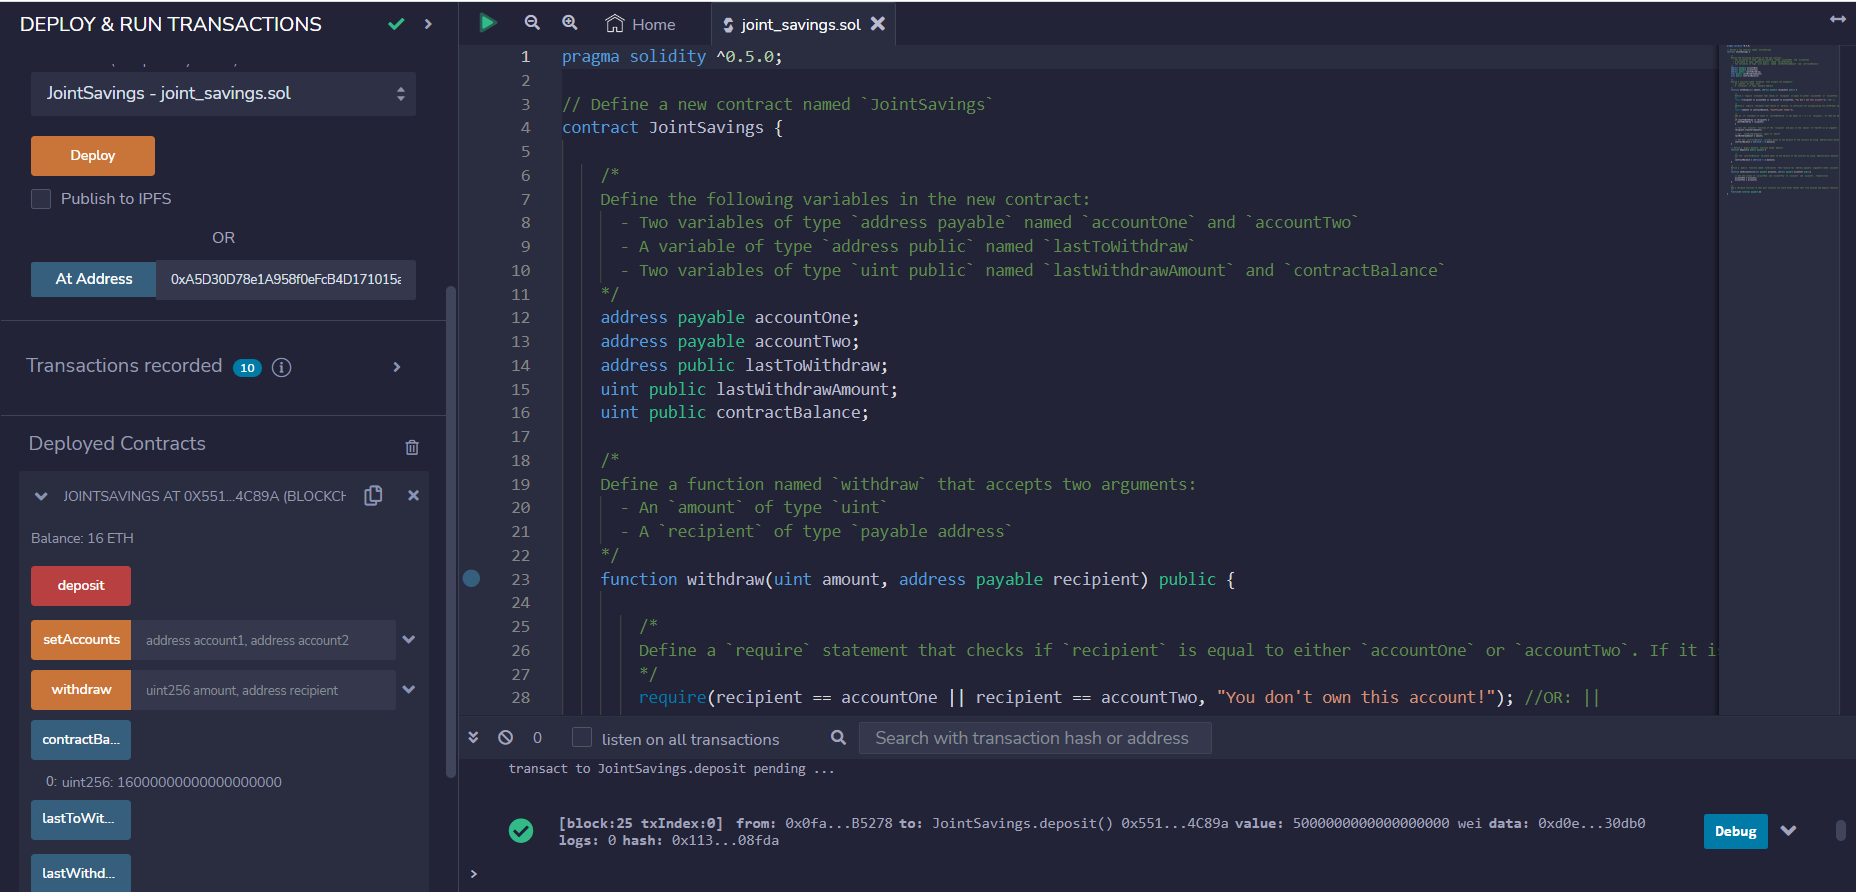 DEPLOY & RUN TRANSACTIONS
JointSavings - joint_savings.sol
Deploy
Publish to IPFS
OR
At Address 0xA5D30D78e1A958f0eFcB4D171015a
Transactions recorded 10 i
Deployed Contracts
JOINTSAVINGS AT 0X551...4C89A (BLOCKCH
Balance: 16 ETH
deposit
setAccounts address account1, address account2
withdraw uint256 amount, address recipient
contractBa...
0: uint256: 16000000000000000000
lastToWit...
lastWithd...
Home joint_savings.sol
1 pragma solidity ^0.5.0;
2
3 // Define a new contract named `JointSavings`
4 contract JointSavings {
5
6 /*
7 Define the following variables in the new contract:
8 - Two variables of type `address payable` named `accountOne` and `accountTwo`
9 - A variable of type `address public` named `lastToWithdraw`
10 - Two variables of type `uint public` named `lastWithdrawAmount` and `contractBalance`
11 */
12 address payable accountOne;
13 address payable accountTwo;
14 address public lastToWithdraw;
15 uint public lastWithdrawAmount;
16 uint public contractBalance;
17
18 /*
19 Define a function named `withdraw` that accepts two arguments:
20 - An `amount` of type `uint`
21 - A `recipient` of type `payable address`
22 */
23 function withdraw(uint amount, address payable recipient) public {
24
25 /*
26 Define a `require` statement that checks if `recipient` is equal to either `accountOne` or `accountTwo`. If it i
27 */
28 require(recipient == accountOne || recipient == accountTwo, "You don't own this account!"); //OR: ||
0 listen on all transactions Search with transaction hash or address
transact to JointSavings.deposit pending ...
[block:25 txIndex:0] from: 0x0fa...B5278 to: JointSavings.deposit() 0x551...4C89a value: 5000000000000000000 wei data: 0xd0e...30db0
logs: 0 hash: 0x113...08fda
Debug
>